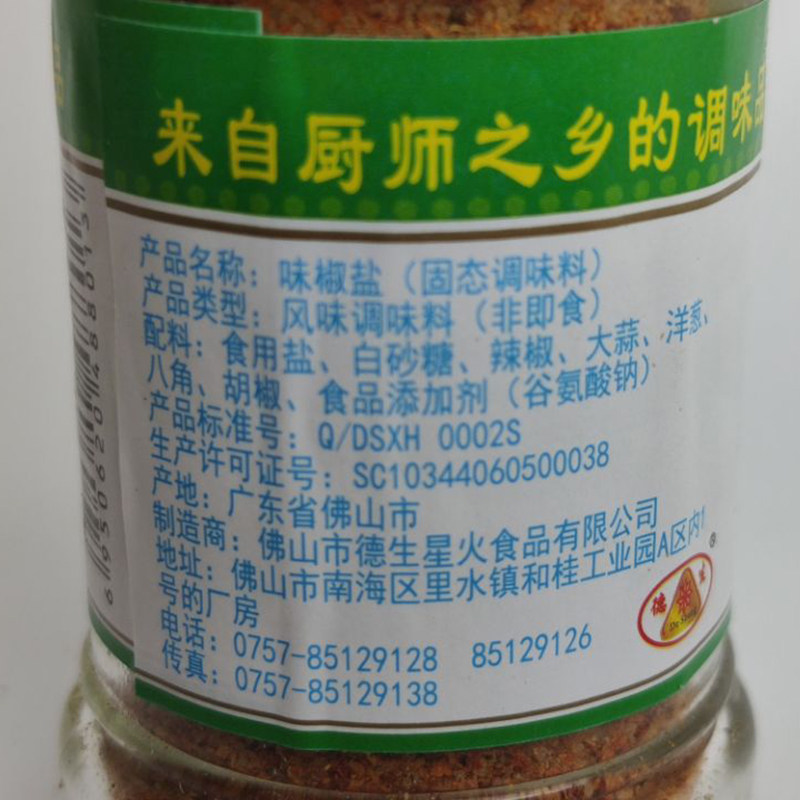 来自厨师之乡的调味品
产品名称：味椒盐（固态调味料）
产品类型：风味调味料（非即食）
配料：食用盐、白砂糖、辣椒、大蒜、洋葱、
八角、胡椒、食品添加剂（谷氨酸钠）
产品标准号：Q/DSXH 0002S
生产许可证号：SC10344060500038
产地：广东省佛山市
制造商：佛山市德生星火食品有限公司
地址：佛山市南海区里水镇和桂工业园A区内1
号的厂房
电话：0757-85129128 85129126
传真：0757-85129138
德
®